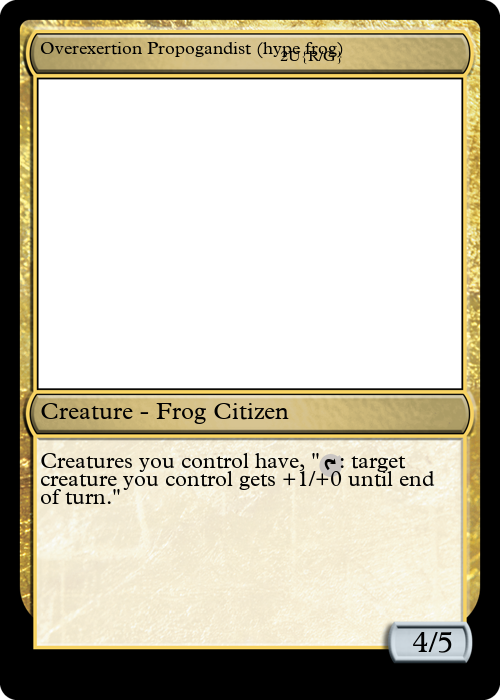 Overexertion Propogandist (hype frog)
2U{R/G}
Creature - Frog Citizen
Creatures you control have, ": target
creature you control gets +1/+0 until end
of turn."
4/5